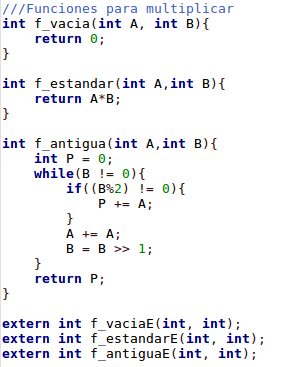 ///Funciones para multiplicar
int f_vacia(int A, int B){
    return 0;
}

int f_estandar(int A,int B){
    return A*B;
}

int f_antigua(int A,int B){
    int P = 0;
    while(B != 0){
        if((B%2) != 0){
            P += A;
        }
        A += A;
        B = B >> 1;
    }
    return P;
}

extern int f_vaciaE(int, int);
extern int f_estandarE(int, int);
extern int f_antiguaE(int, int);